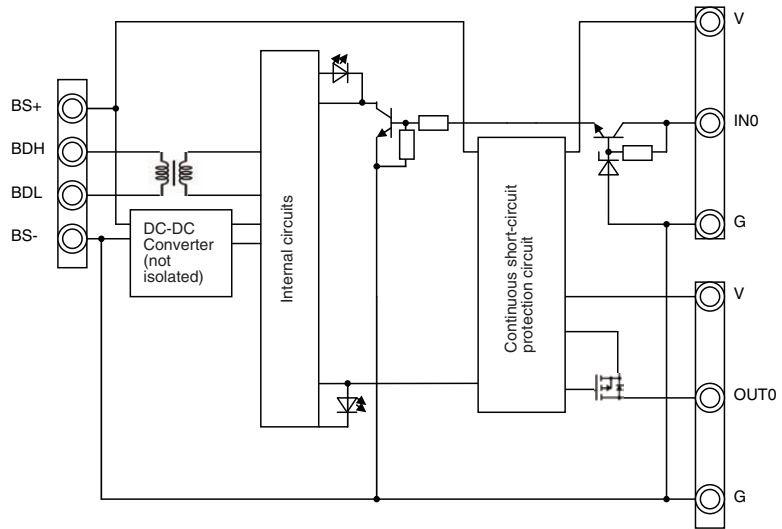 BS+
BDH
BDL
BS-
DC-DC
Converter
(not
isolated)
Internal circuits
Continuous short-circuit
protection circuit
V
IN0
G
V
OUT0
G